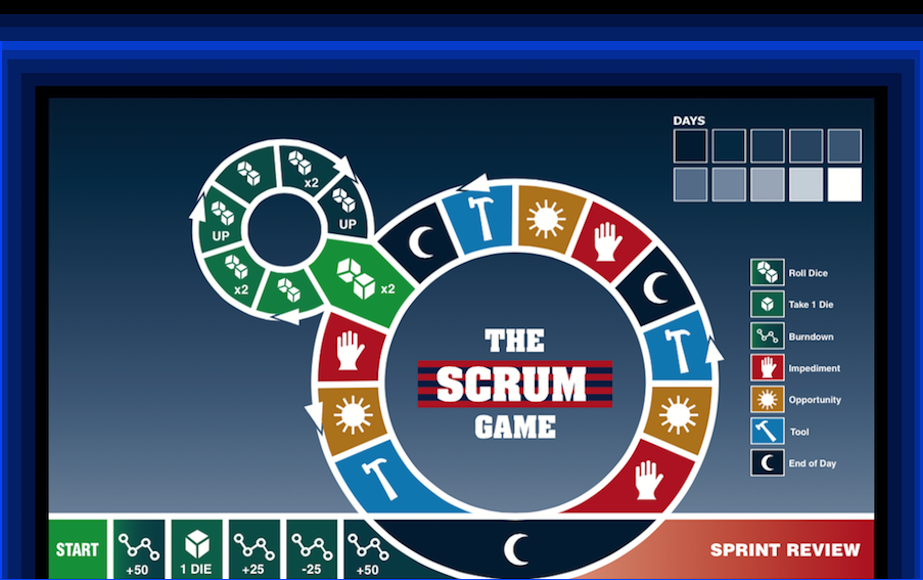 DAYS
x2
UP
UP
x2
x2
Roll Dice
Take 1 Die
Burndown
Impediment
Opportunity
Tool
End of Day
THE
SCRUM
GAME
START
+50
1 DIE
+25
-25
+50
SPRINT REVIEW